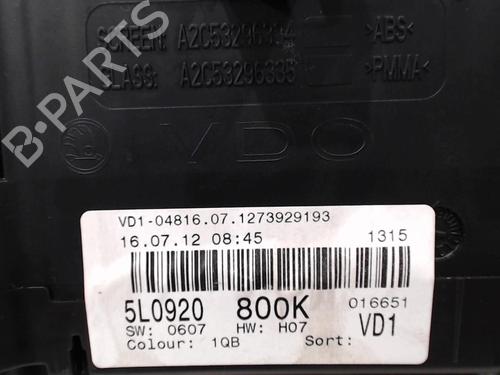 SCREEN: A2C53296334 >ABS<
GLASS: A2C53296335 >PMMA<
VDO
B-PARTS
VD1-04816.07.1273929193
16.07.12 08:45 1315
5L0920 800K 016651
SW: 0607 HW: H07 VD1
Colour: 1QB Sort: